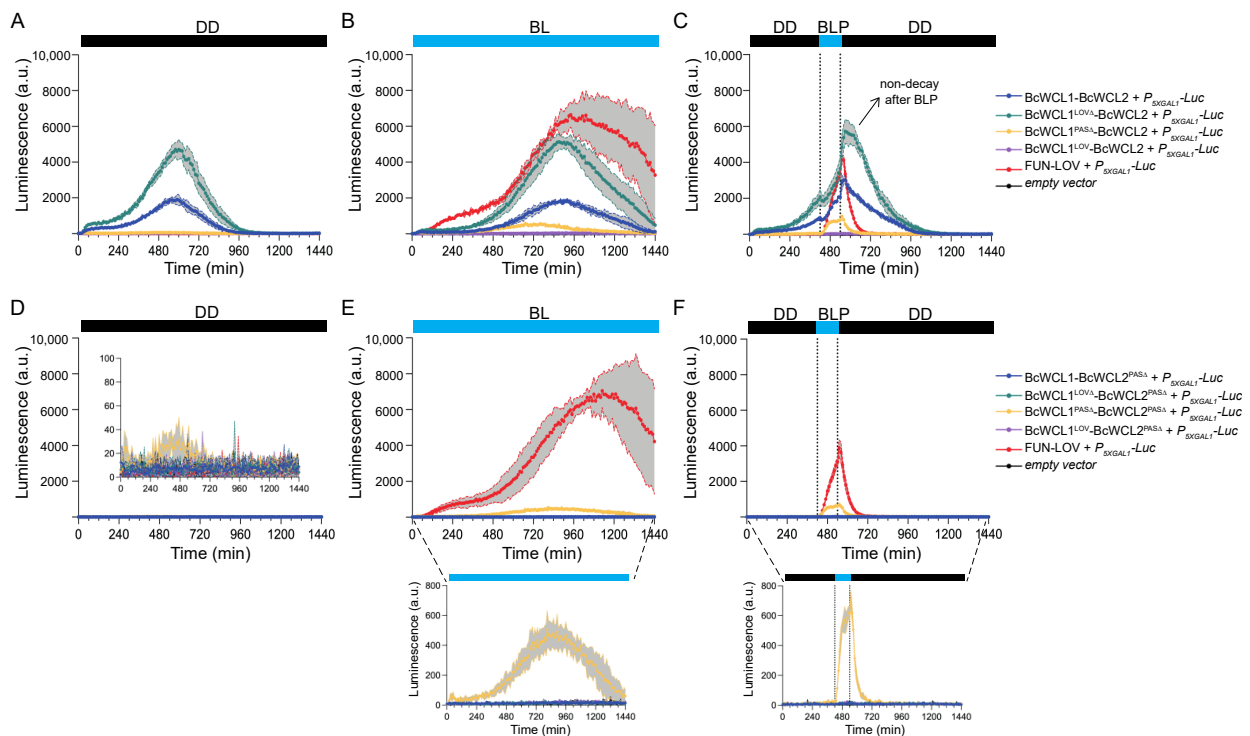 A
DD
10,000
8000
6000
4000
2000
0
Luminescence (a.u.)
0 240 480 720 960 1200 1440
Time (min)
B
BL
10,000
8000
6000
4000
2000
0
Luminescence (a.u.)
0 240 480 720 960 1200 1440
Time (min)
C
DD BLP DD
10,000
8000
6000
4000
2000
0
Luminescence (a.u.)
non-decay
after BLP
0 240 480 720 960 1200 1440
Time (min)
BcWCL1-BcWCL2 + P5XGAL1-Luc
BcWCL1LOVΔ-BcWCL2 + P5XGAL1-Luc
BcWCL1PASΔ-BcWCL2 + P5XGAL1-Luc
BcWCL1LOV-BcWCL2 + P5XGAL1-Luc
FUN-LOV + P5XGAL1-Luc
empty vector
D
DD
10,000
8000
6000
4000
2000
0
Luminescence (a.u.)
100
80
60
40
20
0
Luminescence (a.u.)
0 240 480 720 960 1200 1440
Time (min)
0 240 480 720 960 1200 1440
Time (min)
E
BL
10,000
8000
6000
4000
2000
0
Luminescence (a.u.)
0 240 480 720 960 1200 1440
Time (min)
800
600
400
200
0
Luminescence (a.u.)
0 240 480 720 960 1200 1440
Time (min)
F
DD BLP DD
10,000
8000
6000
4000
2000
0
Luminescence (a.u.)
0 240 480 720 960 1200 1440
Time (min)
800
600
400
200
0
Luminescence (a.u.)
0 240 480 720 960 1200 1440
Time (min)
BcWCL1-BcWCL2PASΔ + P5XGAL1-Luc
BcWCL1LOVΔ-BcWCL2PASΔ + P5XGAL1-Luc
BcWCL1PASΔ-BcWCL2PASΔ + P5XGAL1-Luc
BcWCL1LOV-BcWCL2PASΔ + P5XGAL1-Luc
FUN-LOV + P5XGAL1-Luc
empty vector